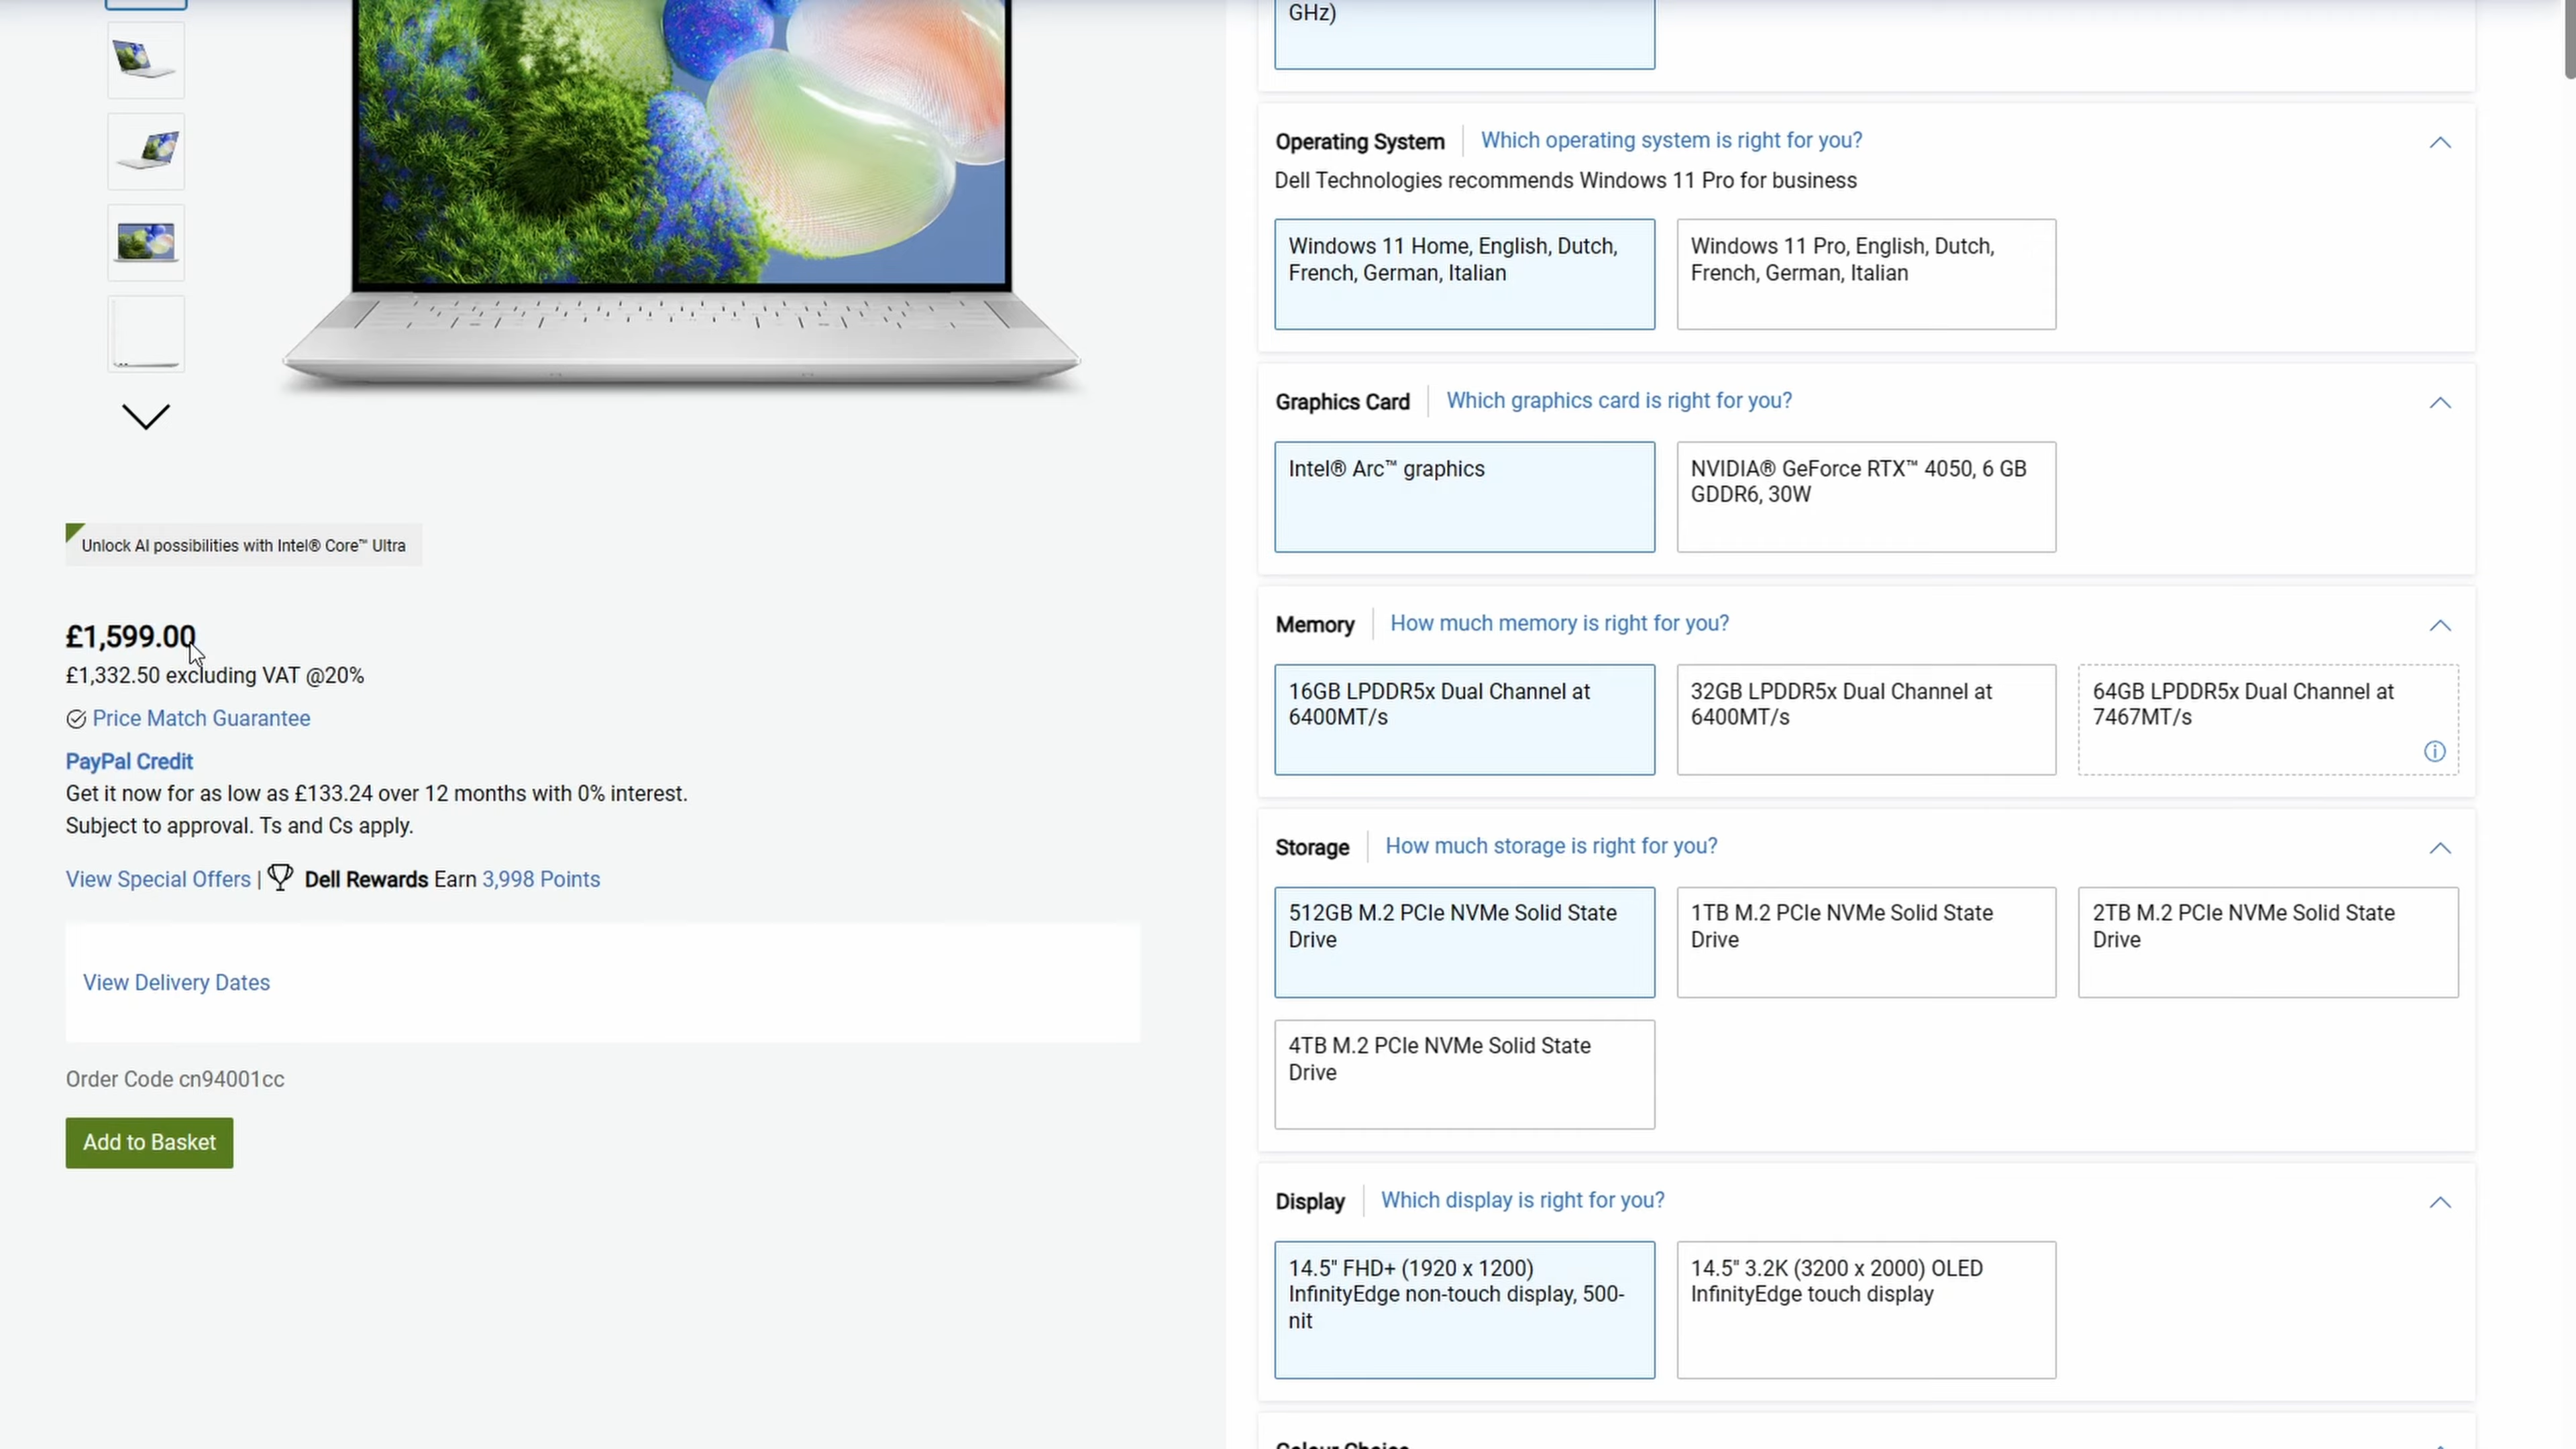 Unlock AI possibilities with Intel® Core™ Ultra
£1,599.00
£1,332.50 excluding VAT @20%
Price Match Guarantee
PayPal Credit
Get it now for as low as £133.24 over 12 months with 0% interest.
Subject to approval. Ts and Cs apply.
View Special Offers | Dell Rewards Earn 3,998 Points
View Delivery Dates
Order Code cn94001cc
Add to Basket
GHz)
Operating System
Which operating system is right for you?
Dell Technologies recommends Windows 11 Pro for business
Windows 11 Home, English, Dutch,
French, German, Italian
Windows 11 Pro, English, Dutch,
French, German, Italian
Graphics Card
Which graphics card is right for you?
Intel® Arc™ graphics
NVIDIA® GeForce RTX™ 4050, 6 GB
GDDR6, 30W
Memory
How much memory is right for you?
16GB LPDDR5x Dual Channel at
6400MT/s
32GB LPDDR5x Dual Channel at
6400MT/s
64GB LPDDR5x Dual Channel at
7467MT/s
Storage
How much storage is right for you?
512GB M.2 PCIe NVMe Solid State
Drive
1TB M.2 PCIe NVMe Solid State
Drive
2TB M.2 PCIe NVMe Solid State
Drive
4TB M.2 PCIe NVMe Solid State
Drive
Display
Which display is right for you?
14.5" FHD+ (1920 x 1200)
InfinityEdge non-touch display, 500-
nit
14.5" 3.2K (3200 x 2000) OLED
InfinityEdge touch display
Colour Choice